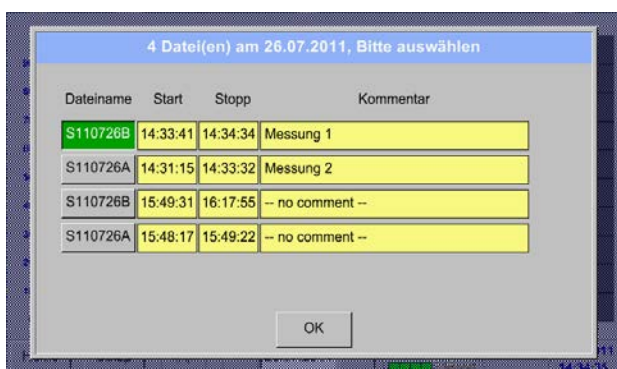 4 Datei(en) am 26.07.2011, Bitte auswählen
Dateiname Start Stopp Kommentar
S110726B 14:33:41 14:34:34 Messung 1
S110726A 14:31:15 14:33:32 Messung 2
S110726B 15:49:31 16:17:55 -- no comment --
S110726A 15:48:17 15:49:22 -- no comment --
OK